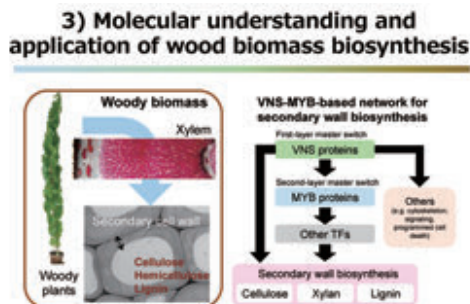 3) Molecular understanding and
application of wood biomass biosynthesis
Woody biomass
Xylem
Secondary cell wall
Cellulose
Hemicellulose
Lignin
Woody
plants
VNS-MYB-based network for
secondary wall biosynthesis
First-layer master switch
VNS proteins
Second-layer master switch
MYB proteins
Other TFs
Others
(e.g. cytoskeleton,
signaling,
programmed cell
death)
Secondary wall biosynthesis
Cellulose Xylan Lignin